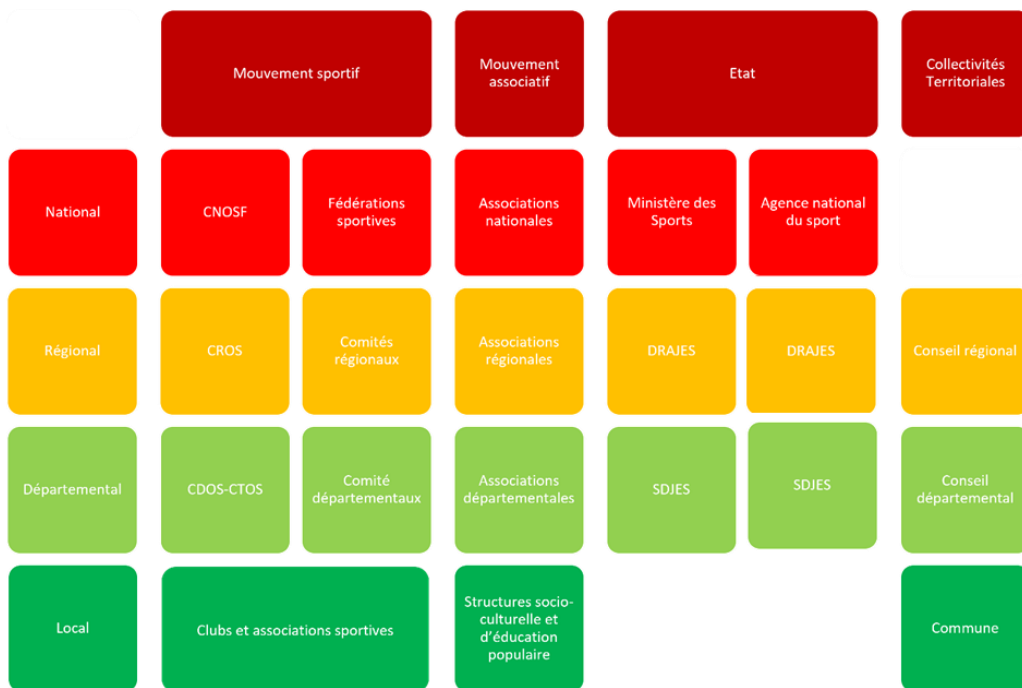 Mouvement sportif
Mouvement
associatif
Etat
Collectivités
Territoriales
National
CNOSF
Fédérations
sportives
Associations
nationales
Ministère des
Sports
Agence national
du sport
Régional
CROS
Comités
régionaux
Associations
régionales
DRAJES
DRAJES
Conseil régional
Départemental
CDOS-CTOS
Comité
départementaux
Associations
départementales
SDJES
SDJES
Conseil
départemental
Local
Clubs et associations sportives
Structures socio-
culturelle et
d'éducation
populaire
Commune